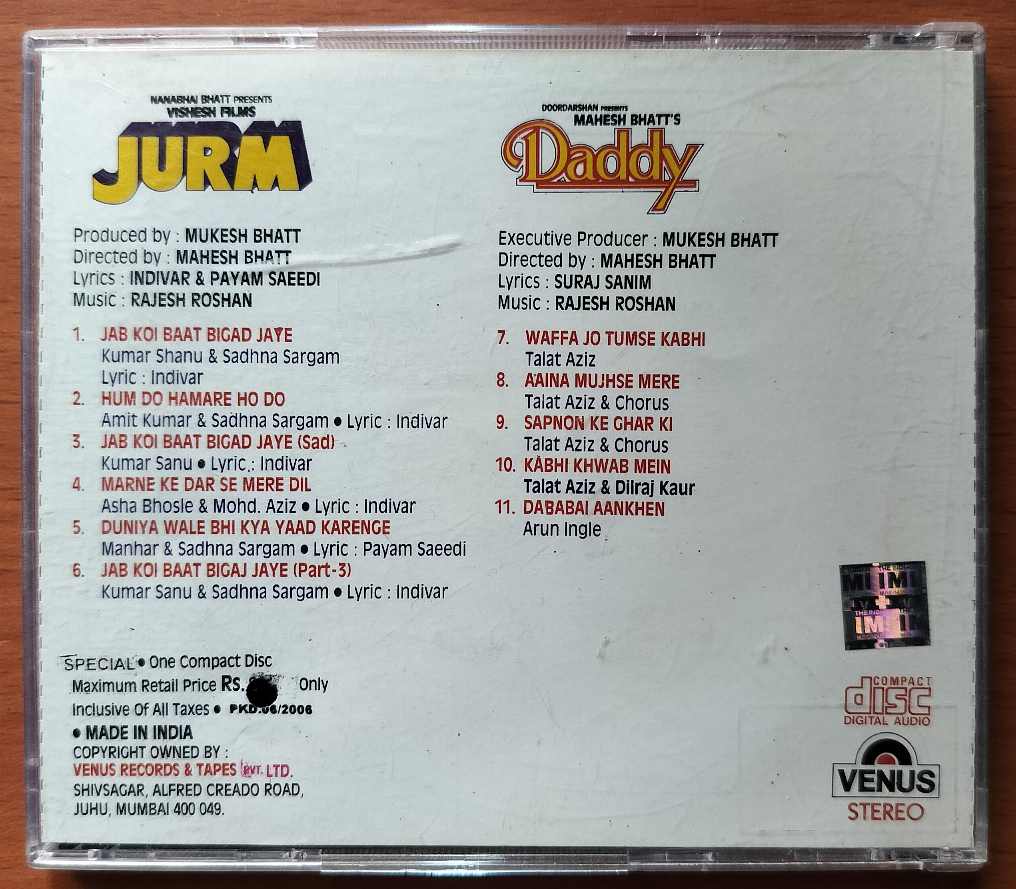 NANABHAI BHATT PRESENTS
VISHESH FILMS
JURM
Produced by : MUKESH BHATT
Directed by : MAHESH BHATT
Lyrics : INDIVAR & PAYAM SAEEDI
Music : RAJESH ROSHAN
1. JAB KOI BAAT BIGAD JAYE
Kumar Shanu & Sadhna Sargam
Lyric : Indivar
2. HUM DO HAMARE HO DO
Amit Kumar & Sadhna Sargam • Lyric : Indivar
3. JAB KOI BAAT BIGAD JAYE (Sad)
Kumar Sanu • Lyric : Indivar
4. MARNE KE DAR SE MERE DIL
Asha Bhosle & Mohd. Aziz • Lyric : Indivar
5. DUNIYA WALE BHI KYA YAAD KARENGE
Manhar & Sadhna Sargam • Lyric : Payam Saeedi
6. JAB KOI BAAT BIGAJ JAYE (Part-3)
Kumar Sanu & Sadhna Sargam • Lyric : Indivar
DOORDARSHAN PRESENTS
MAHESH BHATT'S
Daddy
Executive Producer : MUKESH BHATT
Directed by : MAHESH BHATT
Lyrics : SURAJ SANIM
Music : RAJESH ROSHAN
7. WAFFA JO TUMSE KABHI
Talat Aziz
8. AAINA MUJHSE MERE
Talat Aziz & Chorus
9. SAPNON KE GHAR KI
Talat Aziz & Chorus
10. KABHI KHWAB MEIN
Talat Aziz & Dilraj Kaur
11. DABABAI AANKHEN
Arun Ingle
SPECIAL • One Compact Disc
Maximum Retail Price RS. Only
Inclusive Of All Taxes • PKD.06/2006
• MADE IN INDIA
COPYRIGHT OWNED BY :
VENUS RECORDS & TAPES PVT. LTD.
SHIVSAGAR, ALFRED CREADO ROAD,
JUHU, MUMBAI 400 049.
COMPACT
disc
DIGITAL AUDIO
VENUS
STEREO